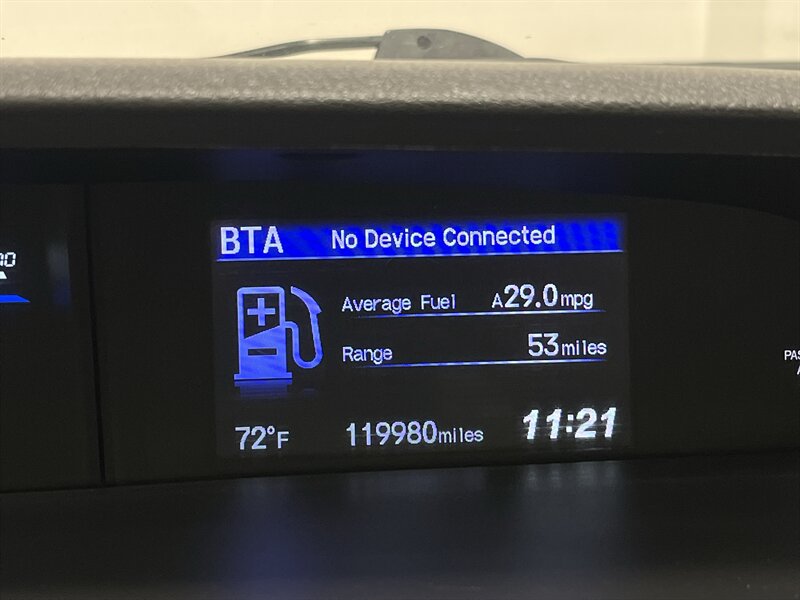 BTA No Device Connected
Average Fuel A29.0mpg
Range 53miles
72°F 119980miles 11:21